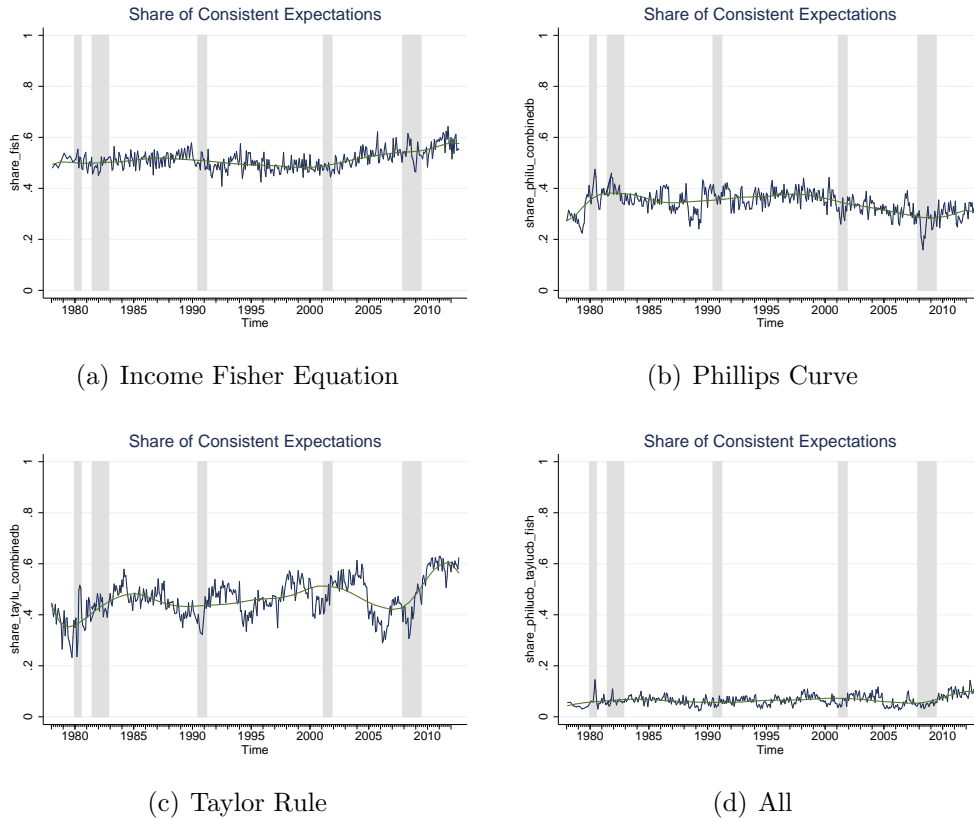 Share of Consistent Expectations
share_fish
0 .2 .4 .6 .8 1
1980 1985 1990 1995 2000 2005 2010
Time
(a) Income Fisher Equation
Share of Consistent Expectations
share_philu_combinedb
0 .2 .4 .6 .8 1
1980 1985 1990 1995 2000 2005 2010
Time
(b) Phillips Curve
Share of Consistent Expectations
share_taylu_combinedb
0 .2 .4 .6 .8 1
1980 1985 1990 1995 2000 2005 2010
Time
(c) Taylor Rule
Share of Consistent Expectations
share_philucb_taylucb_fish
0 .2 .4 .6 .8 1
1980 1985 1990 1995 2000 2005 2010
Time
(d) All